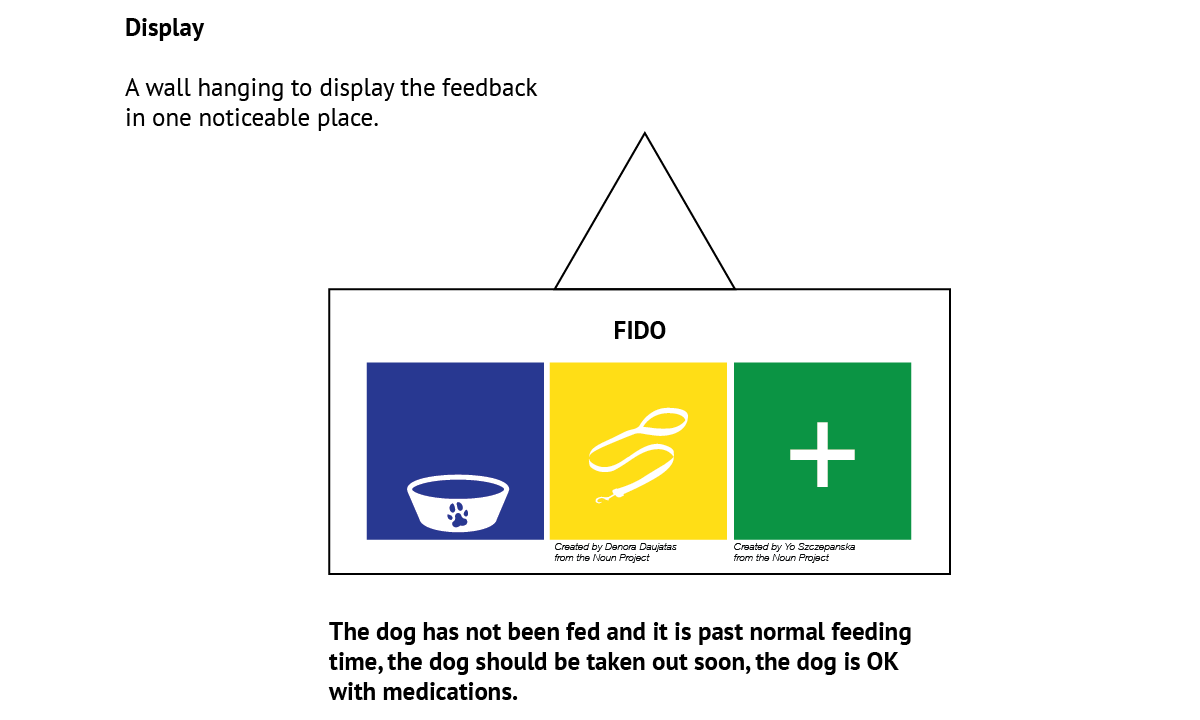 Display
A wall hanging to display the feedback
in one noticeable place.
FIDO
Created by Denora Daujatas
from the Noun Project
Created by Yo Szczepanska
from the Noun Project
The dog has not been fed and it is past normal feeding
time, the dog should be taken out soon, the dog is OK
with medications.